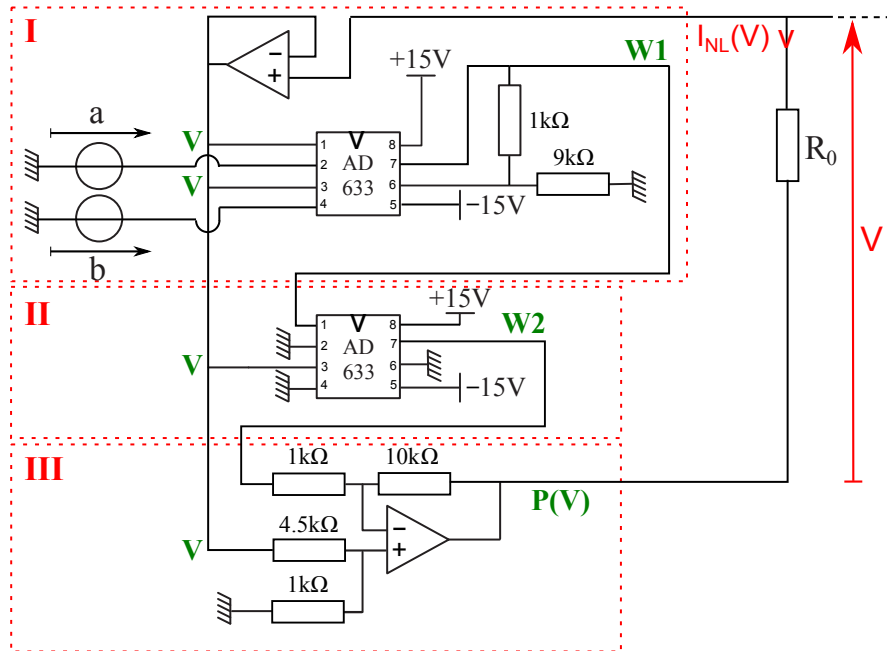 I
W1
I_NL(V)
+15V
a
V
V
AD
633
1
2
3
4
8
7
6
5
1kΩ
9kΩ
−15V
V
b
R₀
V
II
+15V
W2
V
AD
633
1
2
3
4
8
7
6
5
V
−15V
III
1kΩ
10kΩ
P(V)
−
+
4.5kΩ
V
1kΩ
−
+